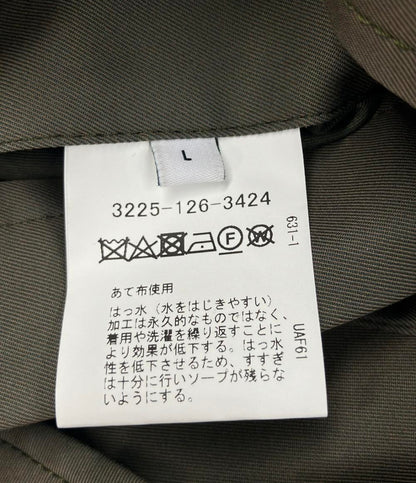 L
3225-126-3424
F
W
631-1
あて布使用
はっ水（水をはじきやすい）
加工は永久的なものではなく、
着用や洗濯を繰り返すことに
より効果が低下する。はっ水
性を低下させるため、すすぎ
は十分に行いソープが残らな
いようにする。
UAF61